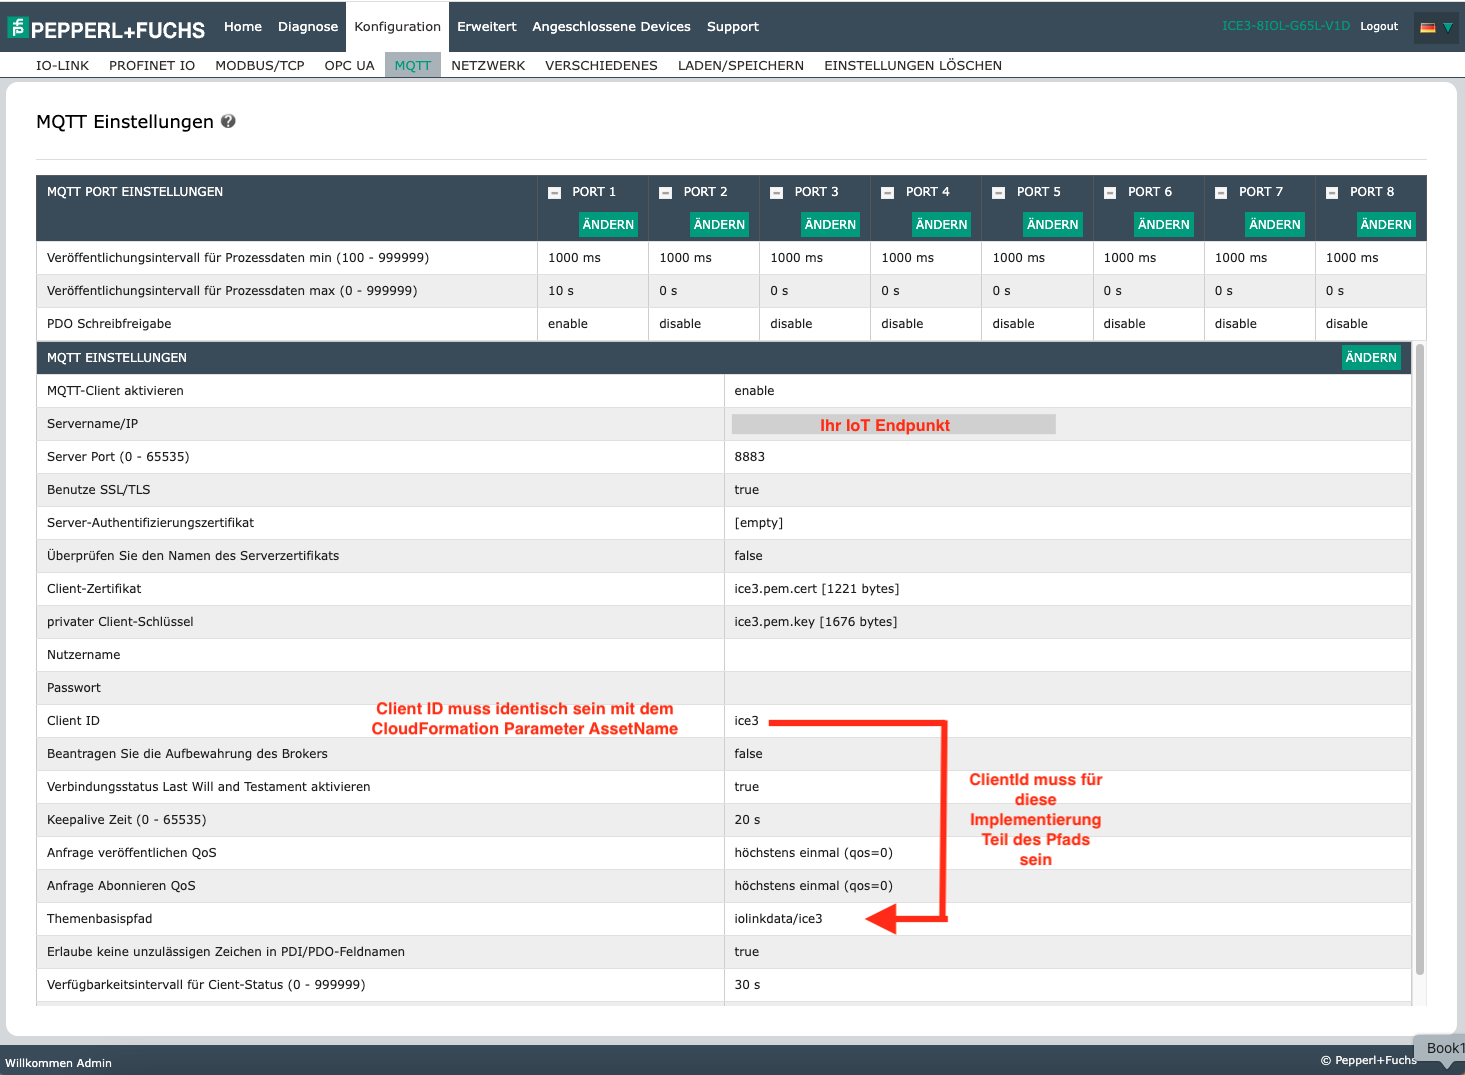 PEPPERL+FUCHS Home Diagnose Konfiguration Erweitert Angeschlossene Devices Support ICE3-8IOL-G65L-V1D Logout
IO-LINK PROFINET IO MODBUS/TCP OPC UA MQTT NETZWERK VERSCHIEDENES LADEN/SPEICHERN EINSTELLUNGEN LÖSCHEN
MQTT Einstellungen ?
MQTT PORT EINSTELLUNGEN PORT 1 PORT 2 PORT 3 PORT 4 PORT 5 PORT 6 PORT 7 PORT 8
ÄNDERN ÄNDERN ÄNDERN ÄNDERN ÄNDERN ÄNDERN ÄNDERN ÄNDERN
Veröffentlichungsintervall für Prozessdaten min (100 - 999999) 1000 ms 1000 ms 1000 ms 1000 ms 1000 ms 1000 ms 1000 ms 1000 ms
Veröffentlichungsintervall für Prozessdaten max (0 - 999999) 10 s 0 s 0 s 0 s 0 s 0 s 0 s 0 s
PDO Schreibfreigabe enable disable disable disable disable disable disable disable
MQTT EINSTELLUNGEN ÄNDERN
MQTT-Client aktivieren enable
Servername/IP Ihr IoT Endpunkt
Server Port (0 - 65535) 8883
Benutze SSL/TLS true
Server-Authentifizierungszertifikat [empty]
Überprüfen Sie den Namen des Serverzertifikats false
Client-Zertifikat ice3.pem.cert [1221 bytes]
privater Client-Schlüssel ice3.pem.key [1676 bytes]
Nutzername
Passwort
Client ID muss identisch sein mit dem
CloudFormation Parameter AssetName
Client ID ice3
Beantragen Sie die Aufbewahrung des Brokers false
Verbindungsstatus Last Will and Testament aktivieren true
ClientId muss für
diese
Implementierung
Teil des Pfads
sein
Keepalive Zeit (0 - 65535) 20 s
Anfrage veröffentlichen QoS höchstens einmal (qos=0)
Anfrage Abonnieren QoS höchstens einmal (qos=0)
Themenbasispfad iolinkdata/ice3
Erlaube keine unzulässigen Zeichen in PDI/PDO-Feldnamen true
Verfügbarkeitsintervall für Cient-Status (0 - 999999) 30 s
Willkommen Admin © Pepperl+Fuchs Book1